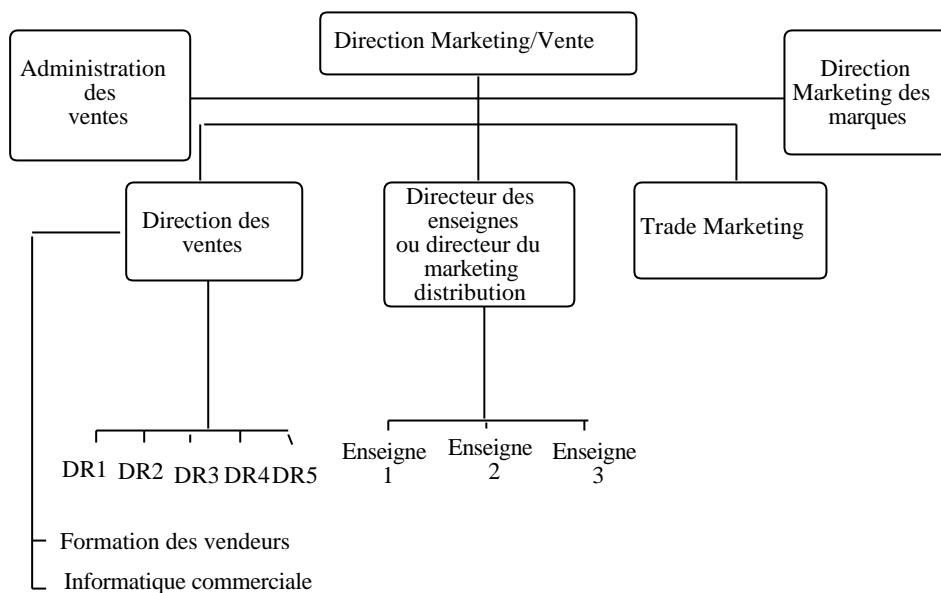 Direction Marketing/Vente
Administration
des
ventes
Direction
Marketing des
marques
Direction des
ventes
Directeur des
enseignes
ou directeur du
marketing
distribution
Trade Marketing
DR1
DR2
DR3
DR4
DR5
Enseigne
1
Enseigne
2
Enseigne
3
Formation des vendeurs
Informatique commerciale